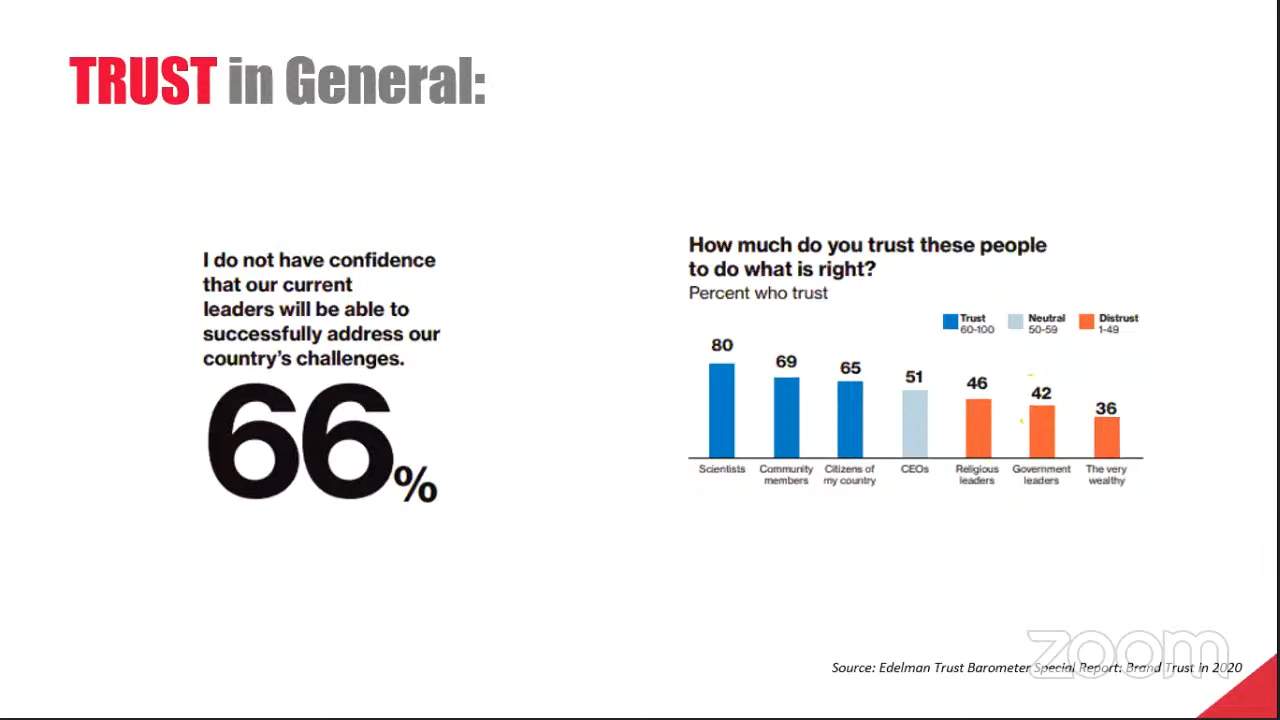 TRUST in General:
I do not have confidence
that our current
leaders will be able to
successfully address our
country's challenges.
66%
How much do you trust these people
to do what is right?
Percent who trust
Trust
60-100
Neutral
50-59
Distrust
1-49
80
69
65
51
46
42
36
Scientists
Community
members
Citizens of
my country
CEOs
Religious
leaders
Government
leaders
The very
wealthy
zoom
Source: Edelman Trust Barometer Special Report: Brand Trust in 2020